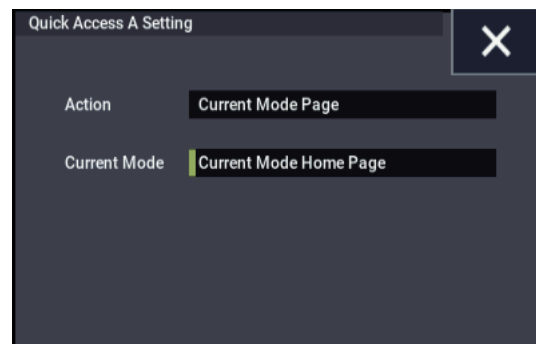 Quick Access A Setting
Action Current Mode Page
Current Mode Current Mode Home Page